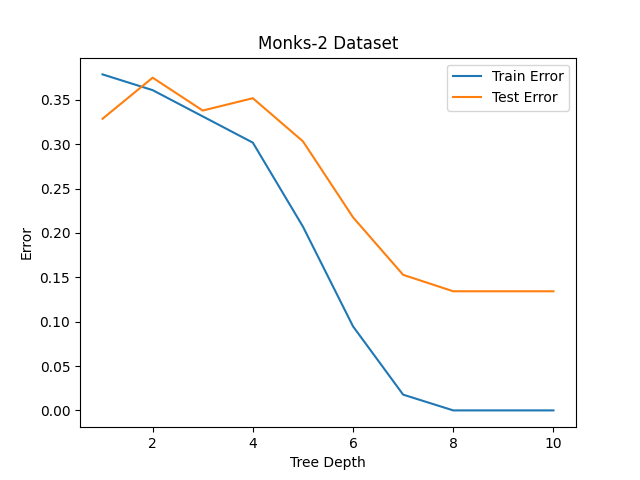 Monks-2 Dataset
Train Error
Test Error
Error
0.35
0.30
0.25
0.20
0.15
0.10
0.05
0.00
2 4 6 8 10
Tree Depth